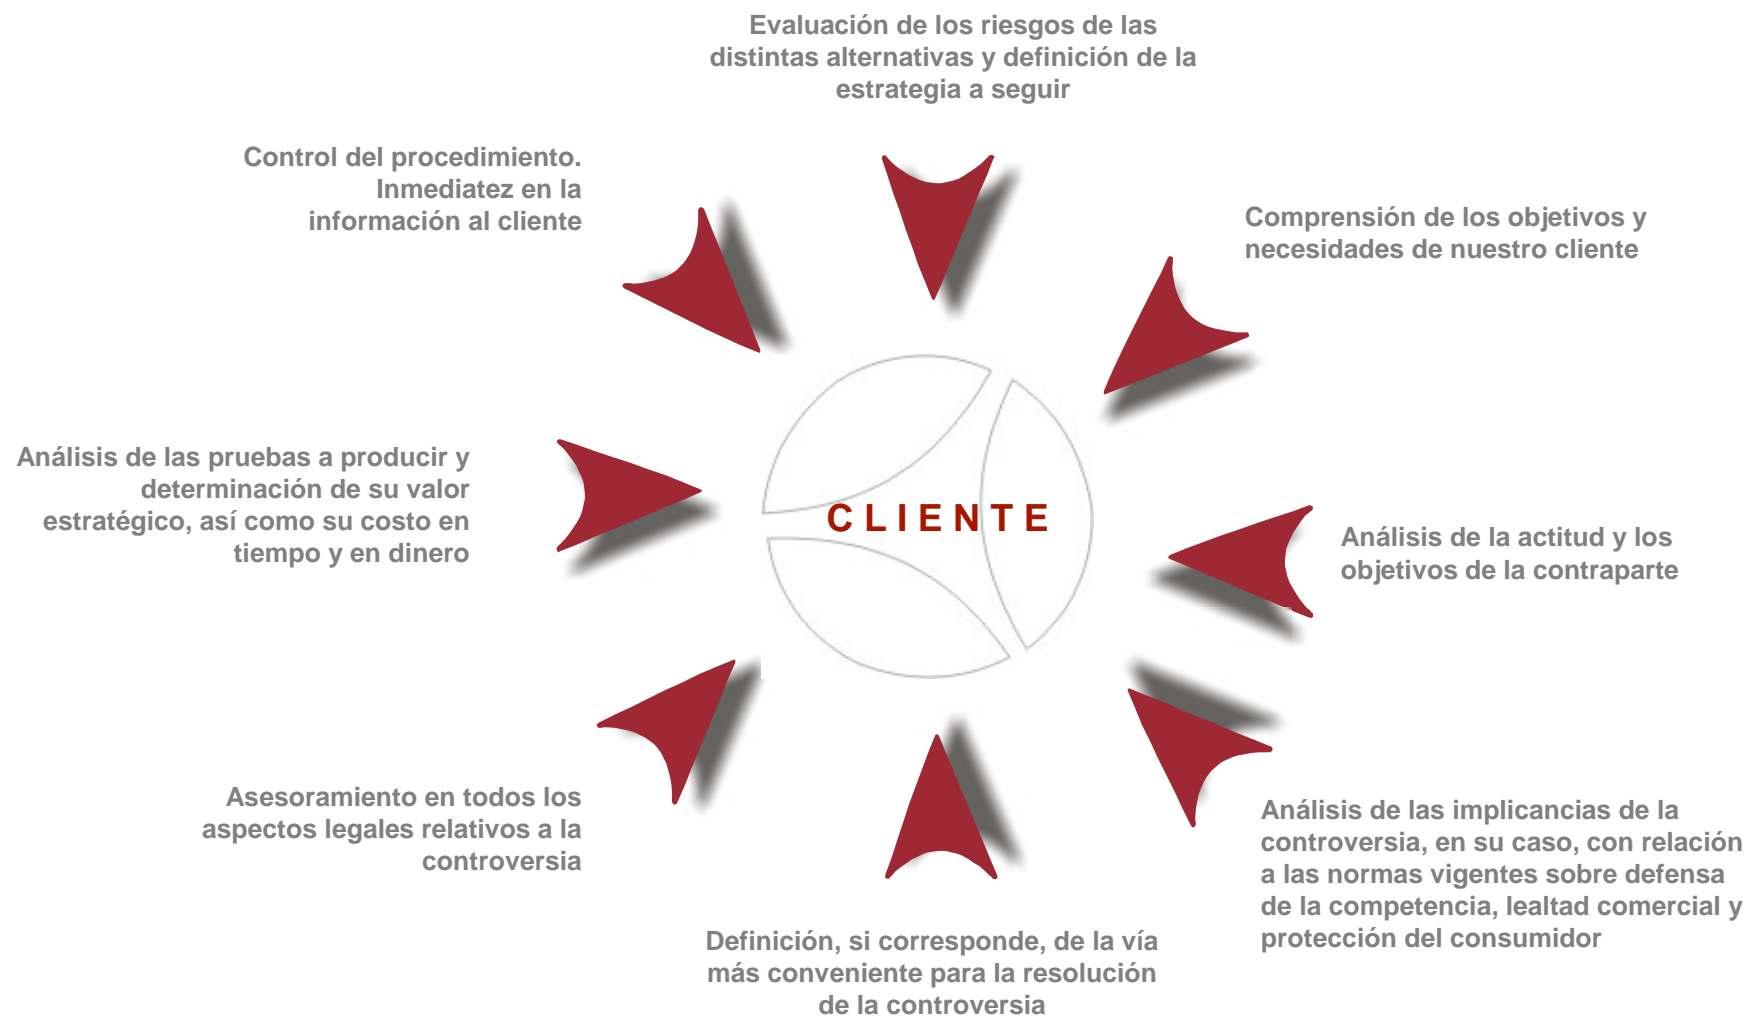 Evaluación de los riesgos de las
distintas alternativas y definición de la
estrategia a seguir
Control del procedimiento.
Inmediatez en la
información al cliente
Comprensión de los objetivos y
necesidades de nuestro cliente
Análisis de las pruebas a producir y
determinación de su valor
estratégico, así como su costo en
tiempo y en dinero
CLIENTE
Análisis de la actitud y los
objetivos de la contraparte
Asesoramiento en todos los
aspectos legales relativos a la
controversia
Análisis de las implicancias de la
controversia, en su caso, con relación
a las normas vigentes sobre defensa
de la competencia, lealtad comercial y
protección del consumidor
Definición, si corresponde, de la vía
más conveniente para la resolución
de la controversia